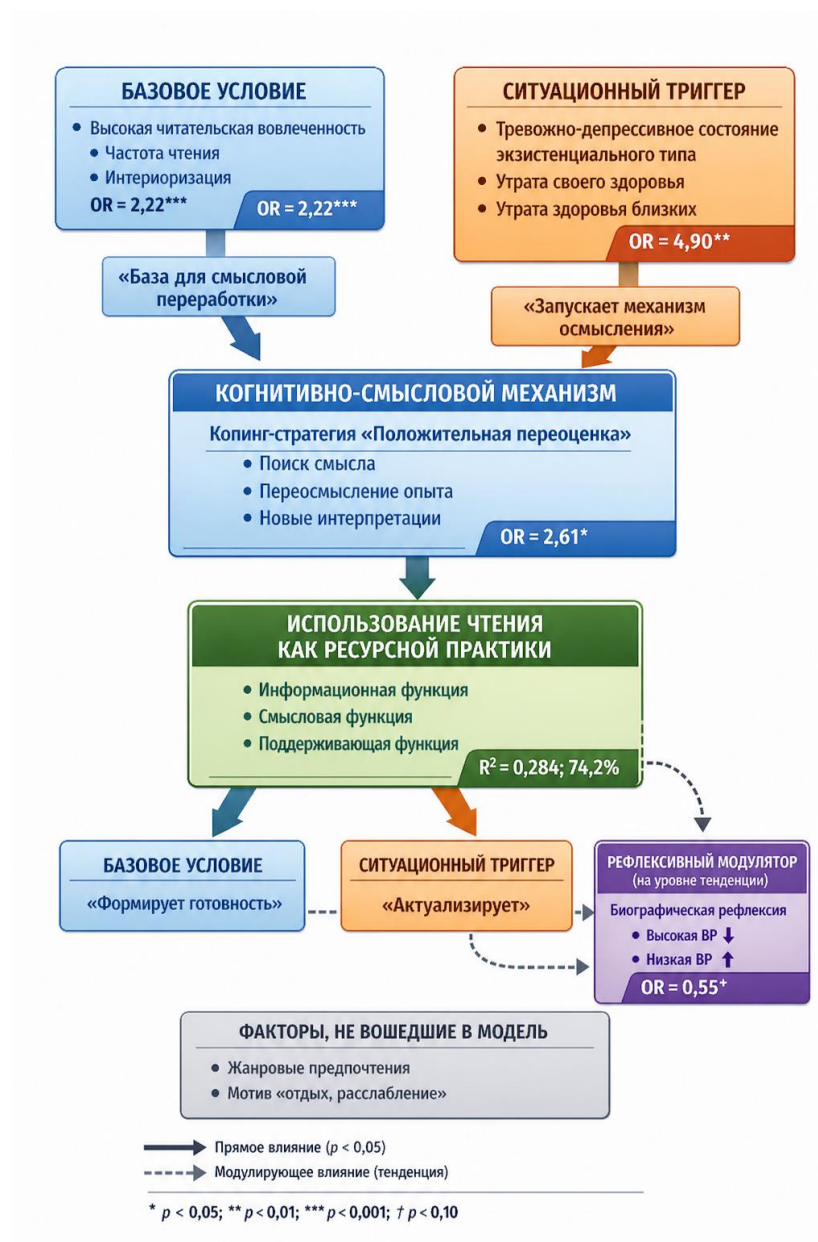 БАЗОВОЕ УСЛОВИЕ
• Высокая читательская вовлеченность
• Частота чтения
• Интериоризация
OR = 2,22***
OR = 2,22***
СИТУАЦИОННЫЙ ТРИГГЕР
• Тревожно-депрессивное состояние
экзистенциального типа
• Утрата своего здоровья
• Утрата здоровья близких
OR = 4,90**
«База для смысловой
переработки»
«Запускает механизм
осмысления»
КОГНИТИВНО-СМЫСЛОВОЙ МЕХАНИЗМ
Копинг-стратегия «Положительная переоценка»
• Поиск смысла
• Переосмысление опыта
• Новые интерпретации
OR = 2,61*
ИСПОЛЬЗОВАНИЕ ЧТЕНИЯ
КАК РЕСУРСНОЙ ПРАКТИКИ
• Информационная функция
• Смысловая функция
• Поддерживающая функция
R² = 0,284; 74,2%
БАЗОВОЕ УСЛОВИЕ
«Формирует готовность»
СИТУАЦИОННЫЙ ТРИГГЕР
«Актуализирует»
РЕФЛЕКСИВНЫЙ МОДУЛЯТОР
(на уровне тенденции)
Биографическая рефлексия
• Высокая ВР ⬇
• Низкая ВР ⬆
OR = 0,55⁺
ФАКТОРЫ, НЕ ВОШЕДШИЕ В МОДЕЛЬ
• Жанровые предпочтения
• Мотив «отдых, расслабление»
Прямое влияние (p < 0,05)
Модулирующее влияние (тенденция)
* p < 0,05; ** p < 0,01; *** p < 0,001; † p < 0,10